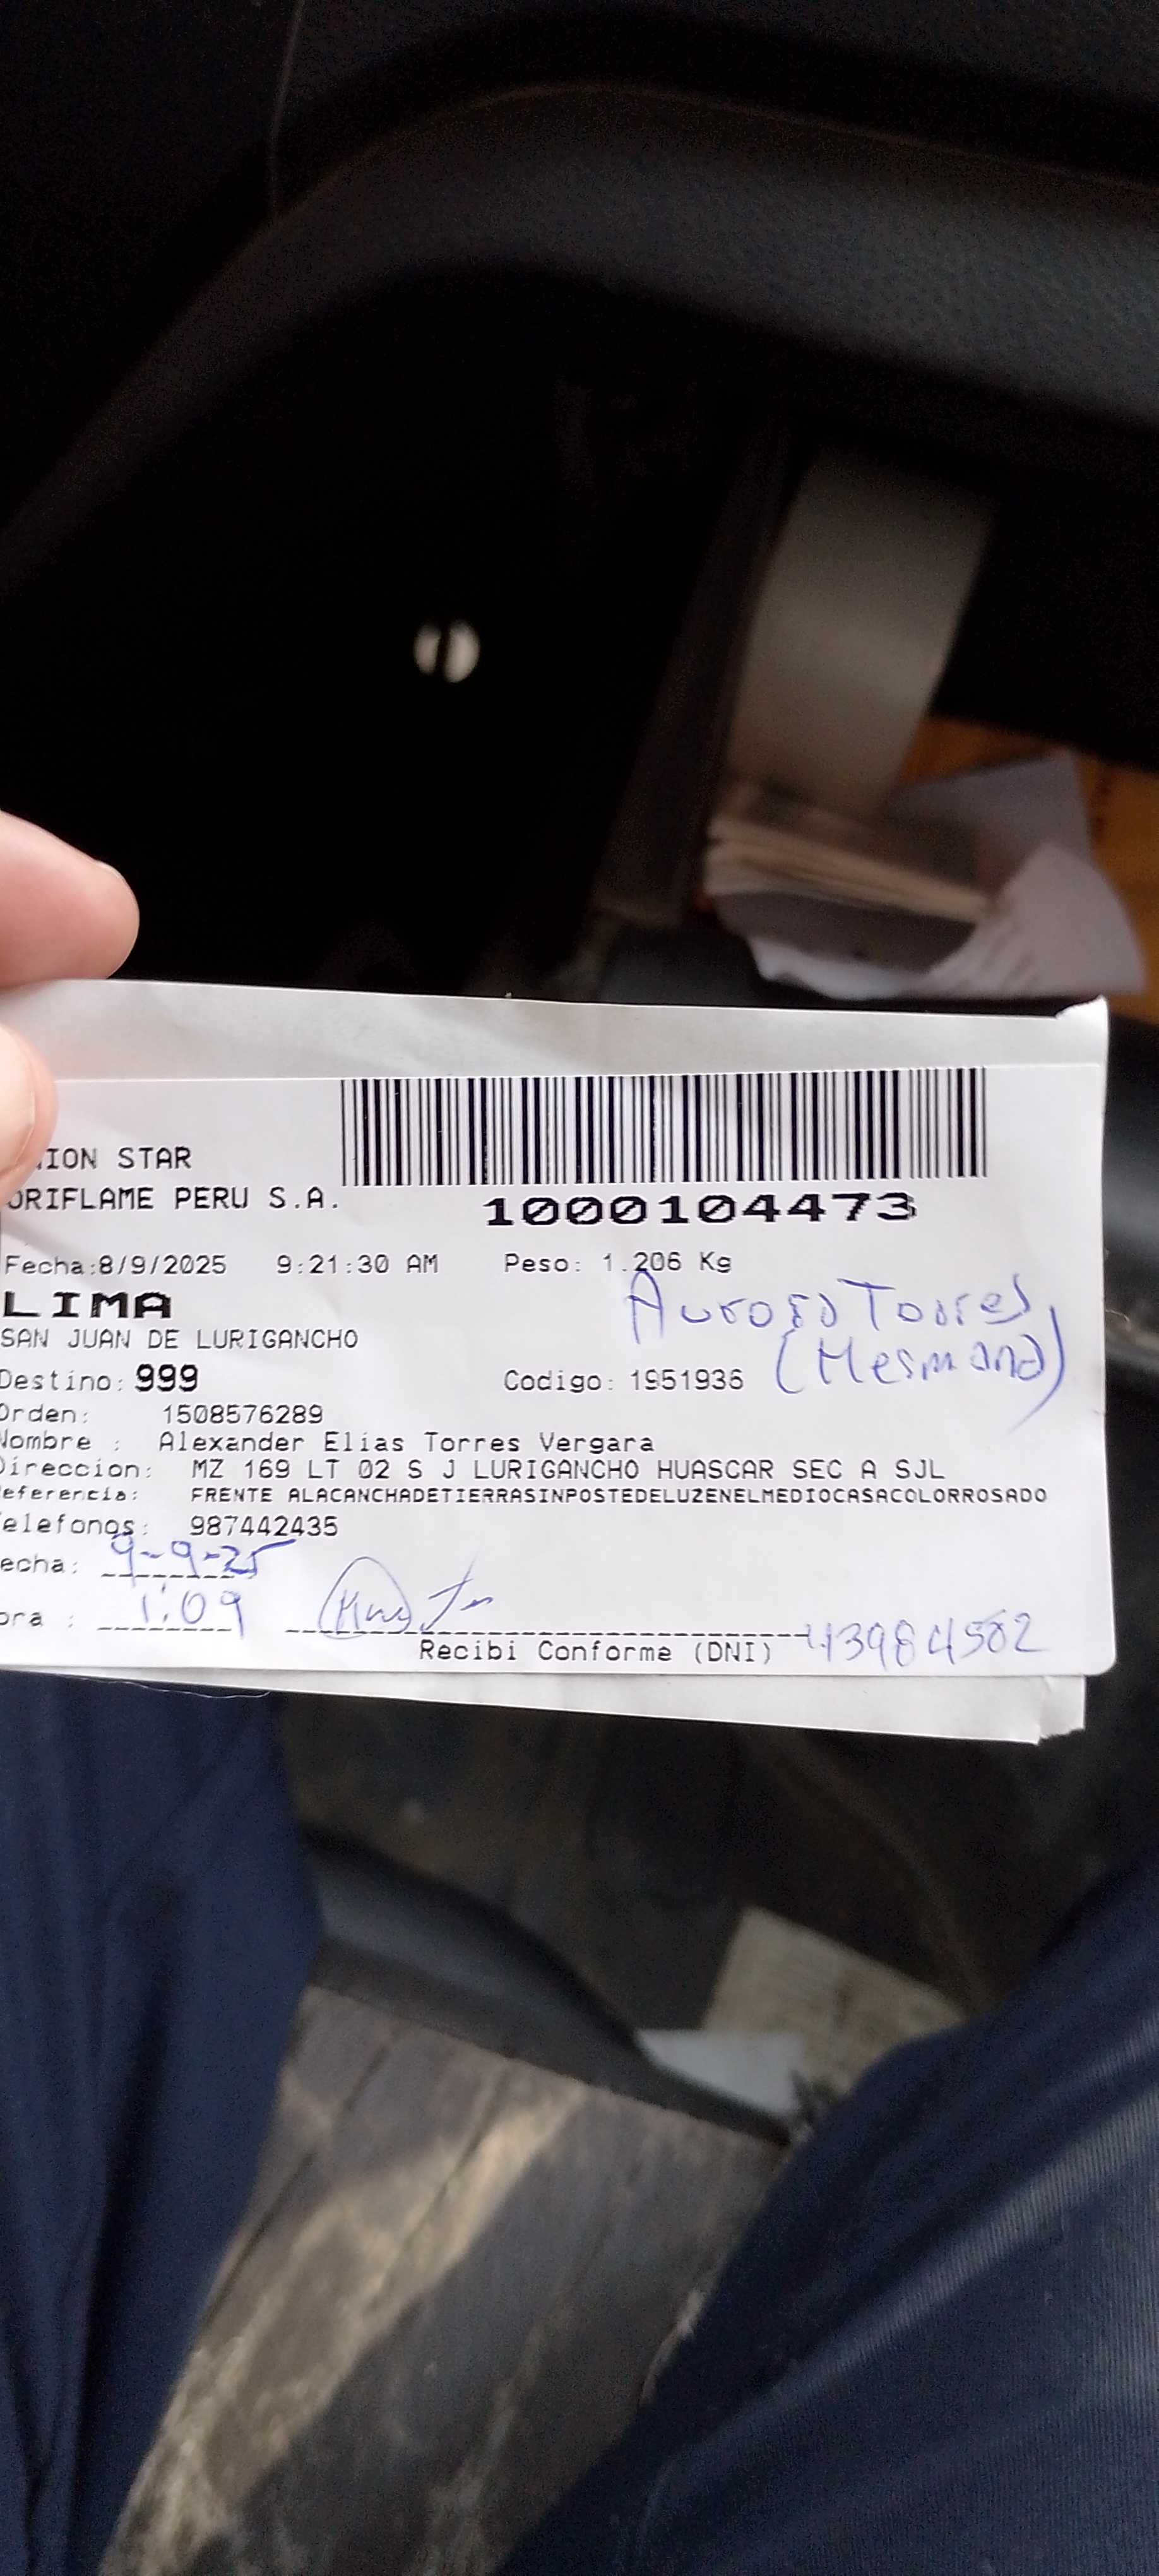 ION STAR
ORIFLAME PERU S.A.
1000104473
Fecha:8/9/2025 9:21:30 AM Peso: 1.206 Kg
LIMA
Aurora Torres
SAN JUAN DE LURIGANCHO
(Hermana)
Destino: 999 Codigo: 1951936
Orden: 1508576289
Nombre : Alexander Elias Torres Vergara
Direccion: MZ 169 LT 02 S J LURIGANCHO HUASCAR SEC A SJL
eferencia: FRENTE ALACANCHADETIERRASINPOSTEDELUZENELMEDIOCASACOLORROSADO
elefonos: 987442435
echa: 9-9-25
ora : 1:09
Recibi Conforme (DNI)